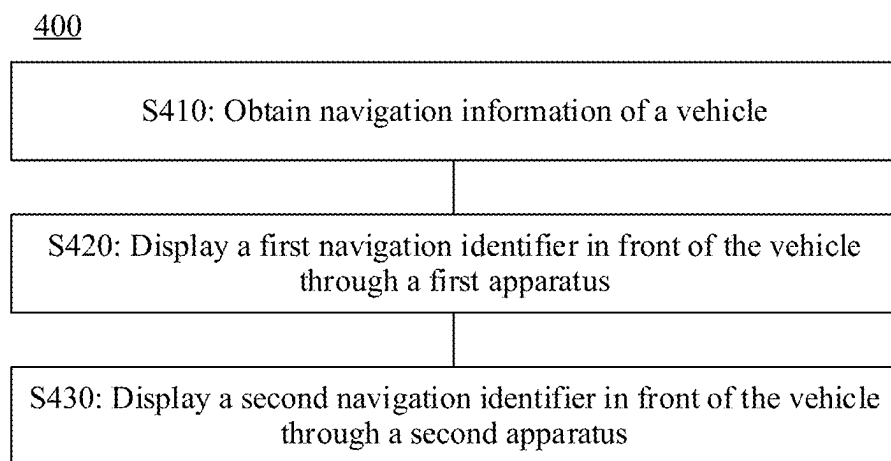 400
S410: Obtain navigation information of a vehicle
S420: Display a first navigation identifier in front of the vehicle
through a first apparatus
S430: Display a second navigation identifier in front of the vehicle
through a second apparatus